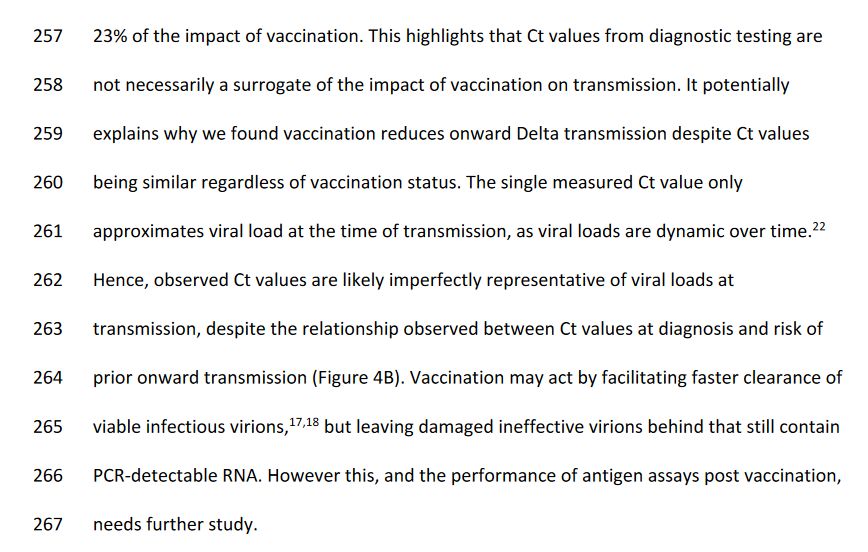 257 23% of the impact of vaccination. This highlights that Ct values from diagnostic testing are
258 not necessarily a surrogate of the impact of vaccination on transmission. It potentially
259 explains why we found vaccination reduces onward Delta transmission despite Ct values
260 being similar regardless of vaccination status. The single measured Ct value only
261 approximates viral load at the time of transmission, as viral loads are dynamic over time.22
262 Hence, observed Ct values are likely imperfectly representative of viral loads at
263 transmission, despite the relationship observed between Ct values at diagnosis and risk of
264 prior onward transmission (Figure 4B). Vaccination may act by facilitating faster clearance of
265 viable infectious virions,17,18 but leaving damaged ineffective virions behind that still contain
266 PCR-detectable RNA. However this, and the performance of antigen assays post vaccination,
267 needs further study.